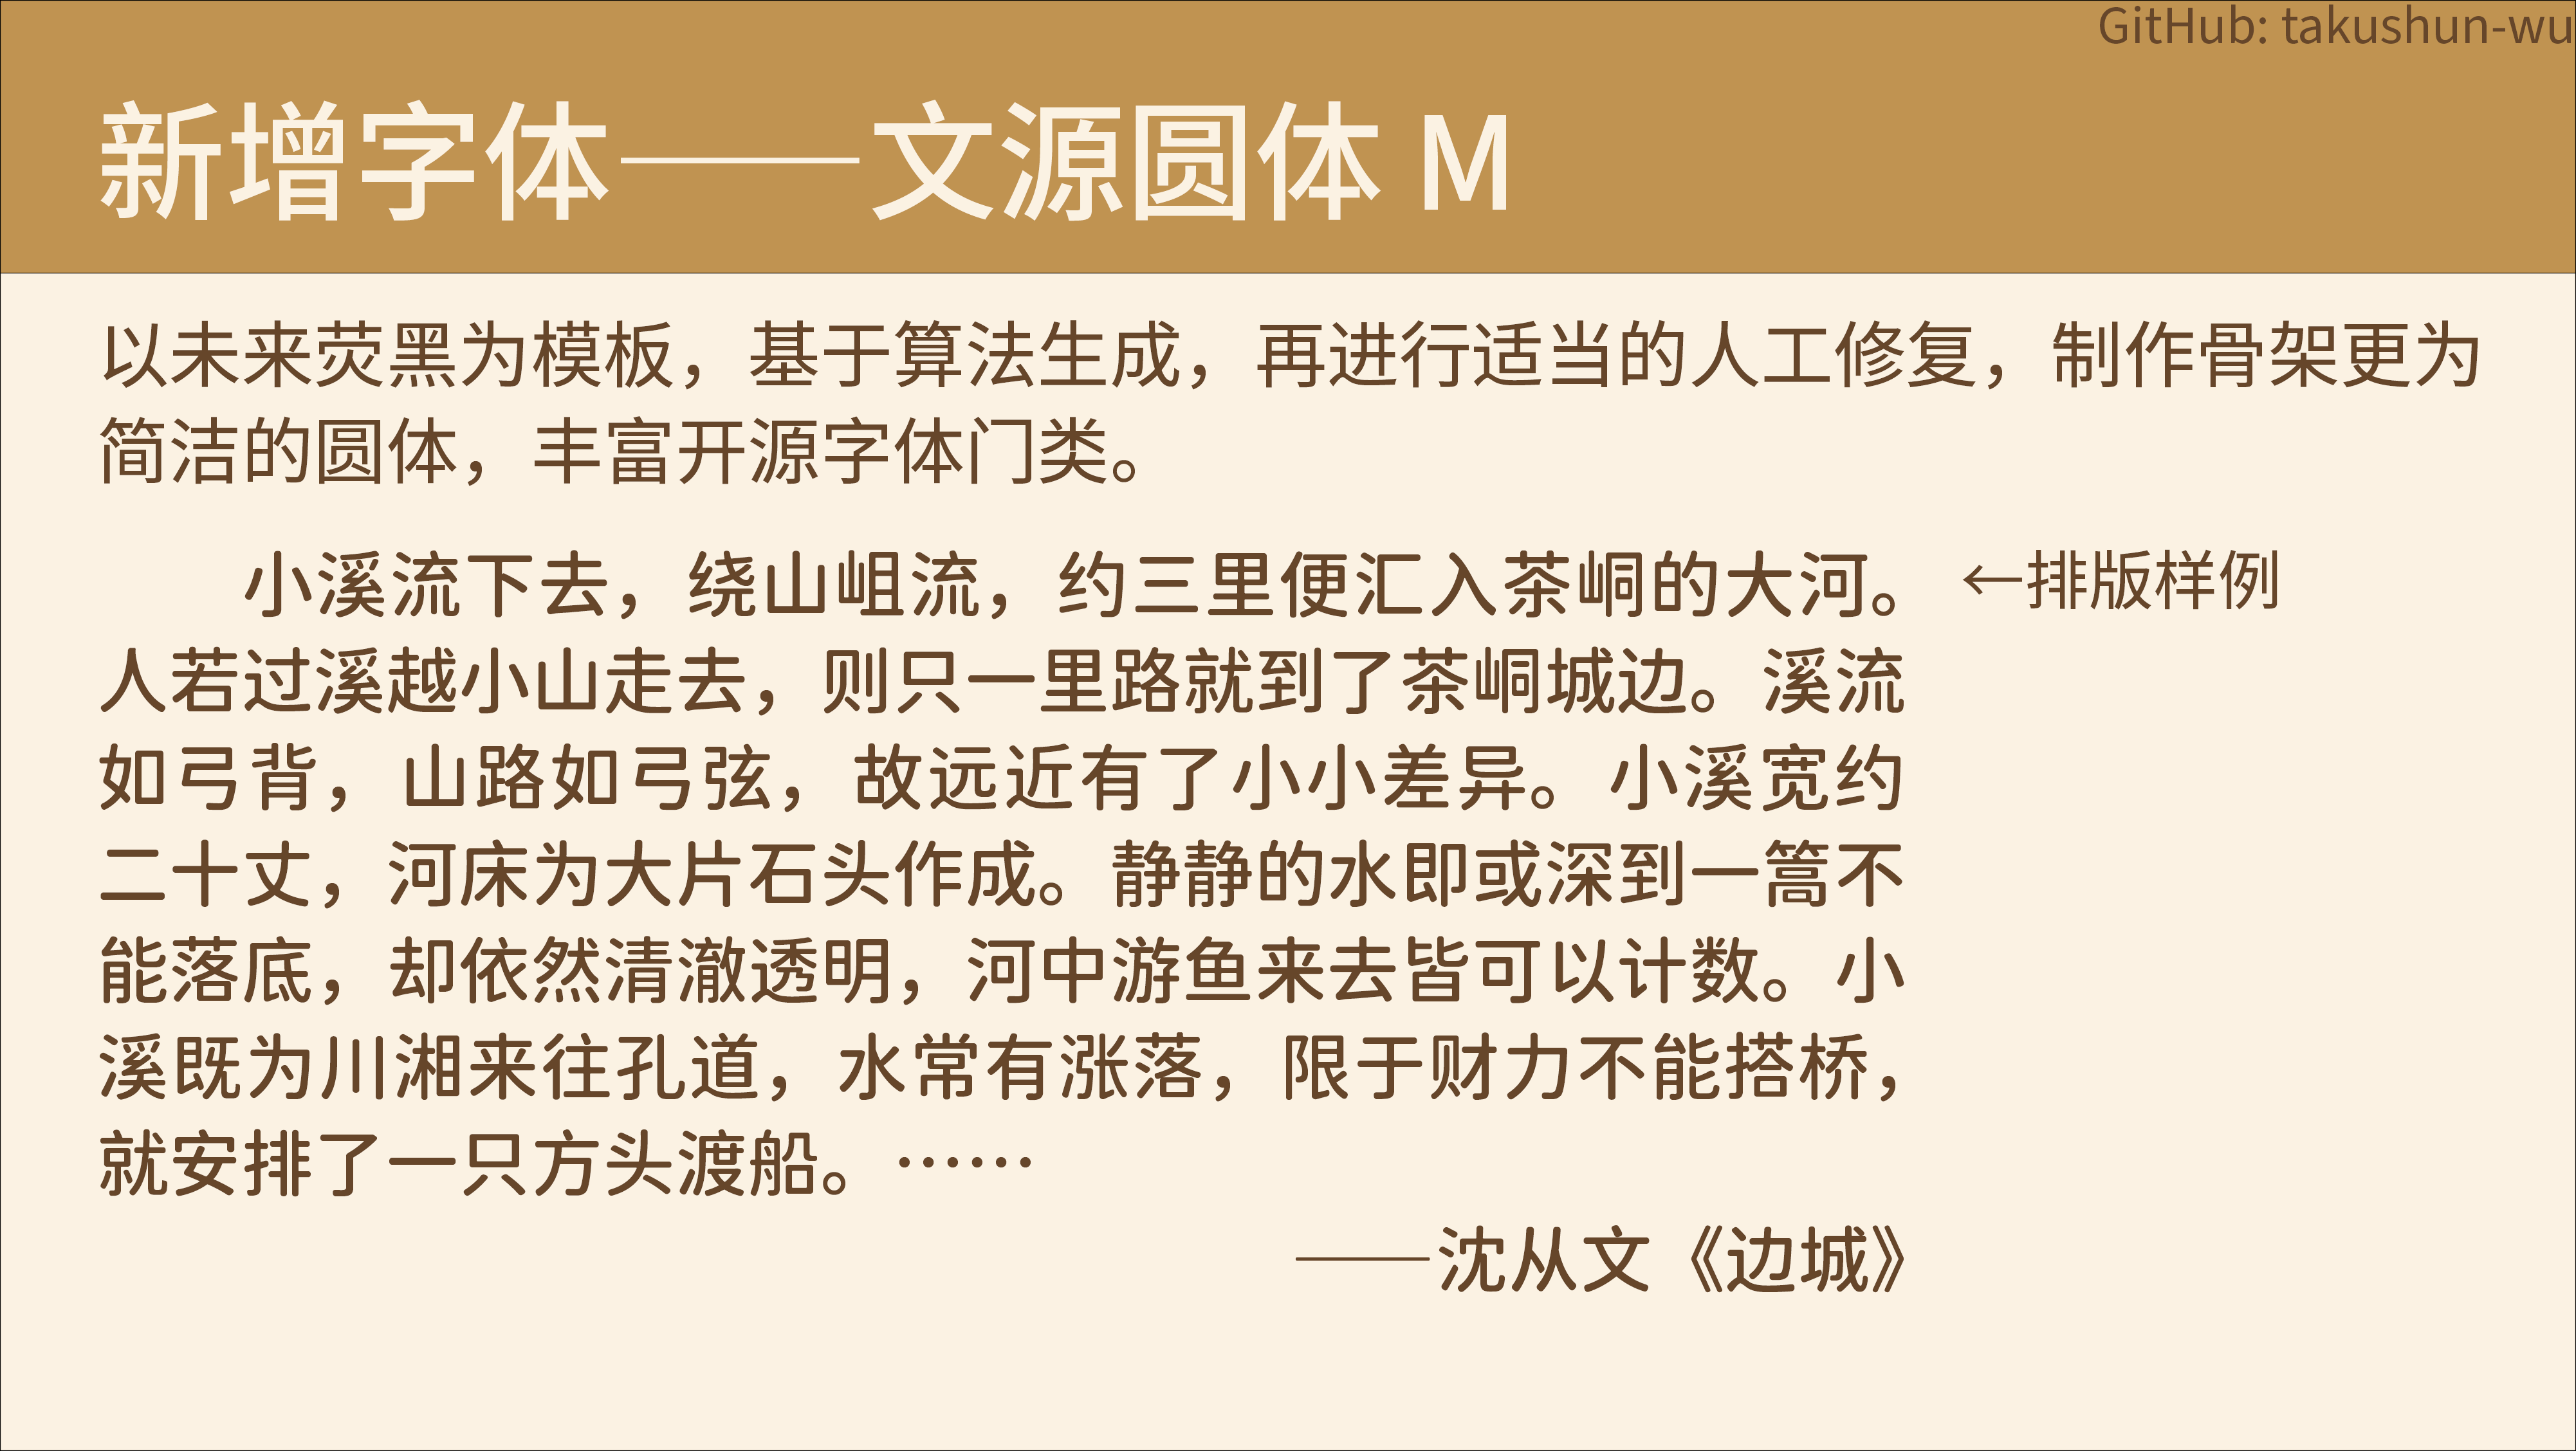 GitHub: takushun-wu
新增字体——文源圆体 M
以未来荧黑为模板，基于算法生成，再进行适当的人工修复，制作骨架更为
简洁的圆体，丰富开源字体门类。
小溪流下去，绕山岨流，约三里便汇入茶峒的大河。
←排版样例
人若过溪越小山走去，则只一里路就到了茶峒城边。溪流
如弓背，山路如弓弦，故远近有了小小差异。小溪宽约
二十丈，河床为大片石头作成。静静的水即或深到一篙不
能落底，却依然清澈透明，河中游鱼来去皆可以计数。小
溪既为川湘来往孔道，水常有涨落，限于财力不能搭桥，
就安排了一只方头渡船。……
——沈从文《边城》